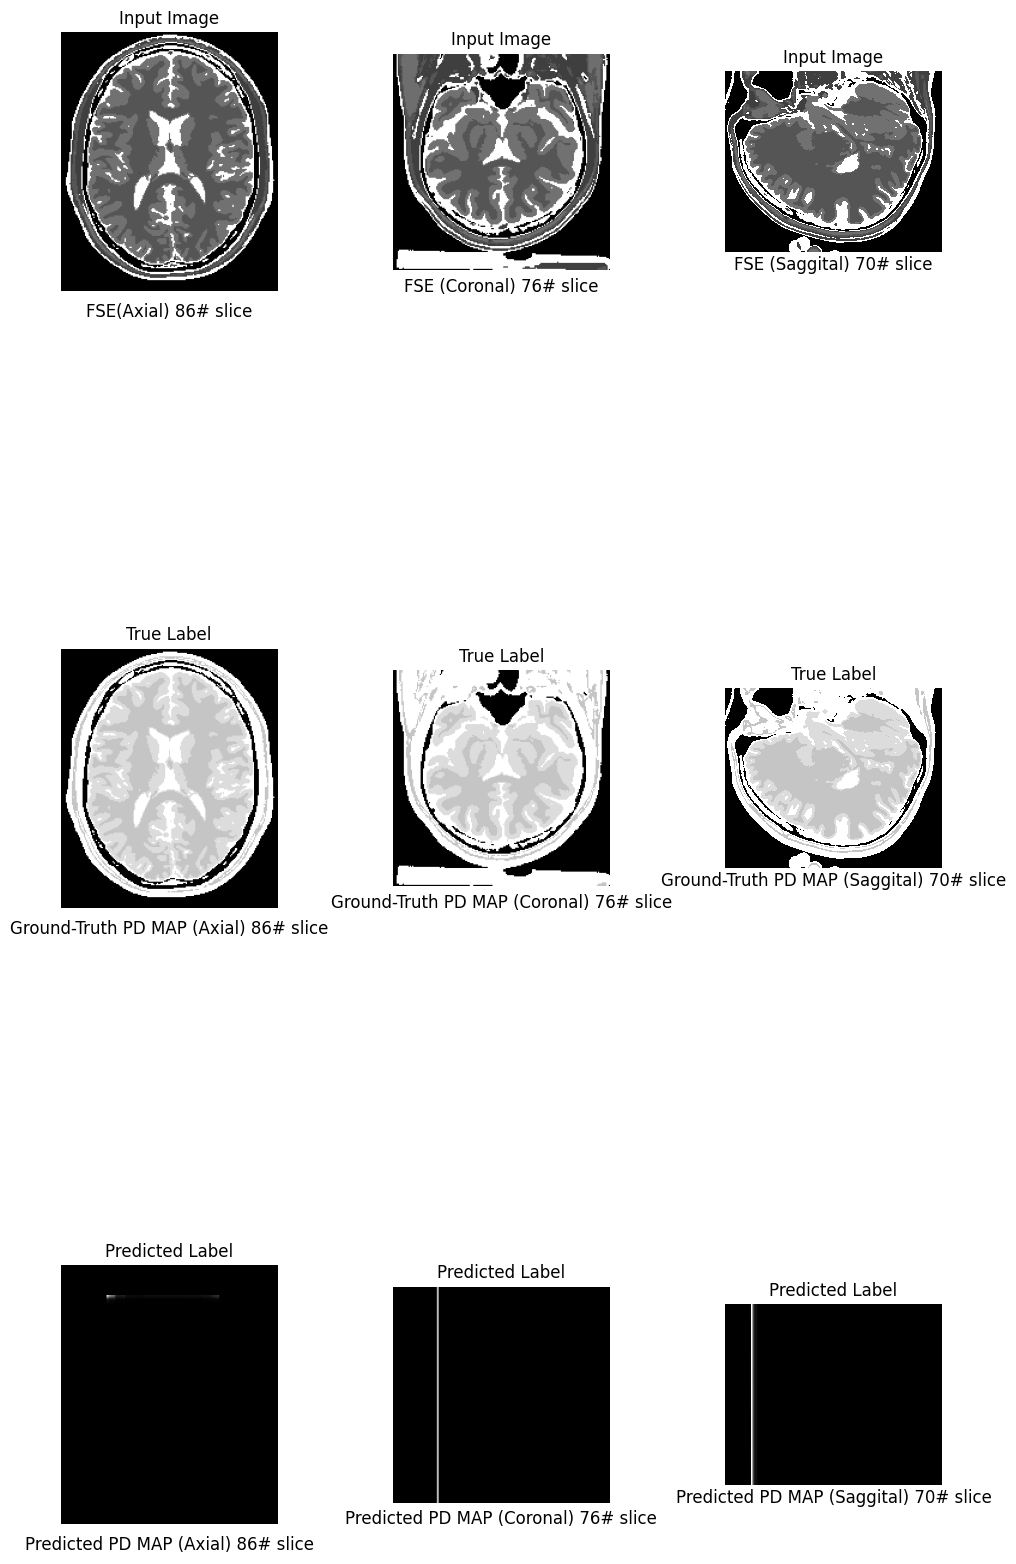 Input Image
Input Image
Input Image
FSE(Axial) 86# slice
FSE (Coronal) 76# slice
FSE (Saggital) 70# slice
True Label
True Label
True Label
Ground-Truth PD MAP (Axial) 86# slice
Ground-Truth PD MAP (Coronal) 76# slice
Ground-Truth PD MAP (Saggital) 70# slice
Predicted Label
Predicted Label
Predicted Label
Predicted PD MAP (Axial) 86# slice
Predicted PD MAP (Coronal) 76# slice
Predicted PD MAP (Saggital) 70# slice